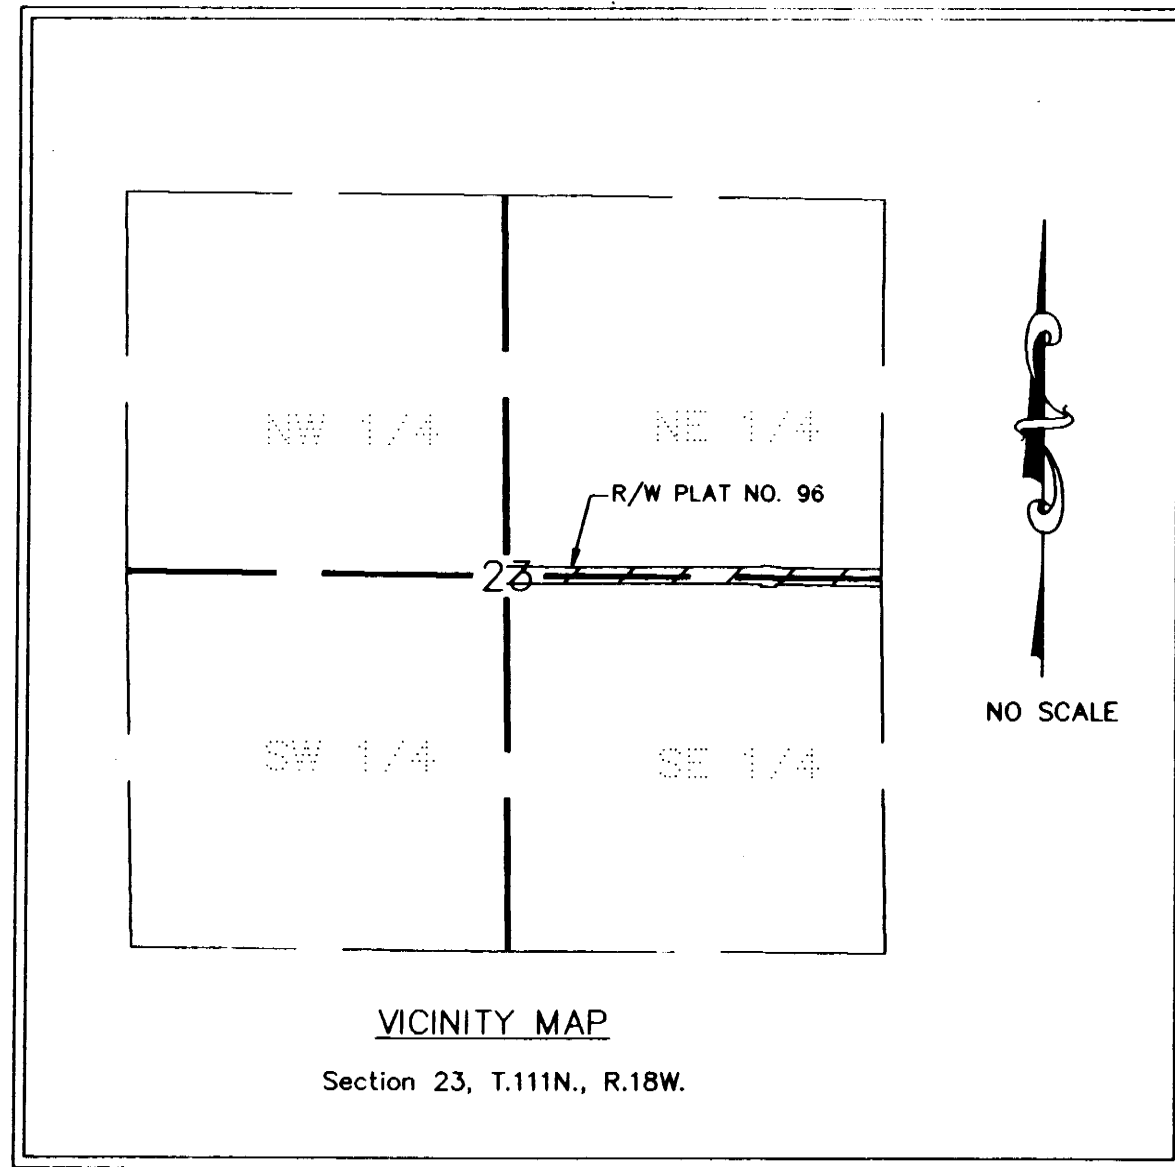 NW 1/4
NE 1/4
R/W PLAT NO. 96
23
SW 1/4
SE 1/4
NO SCALE
VICINITY MAP
Section 23, T.111N., R.18W.